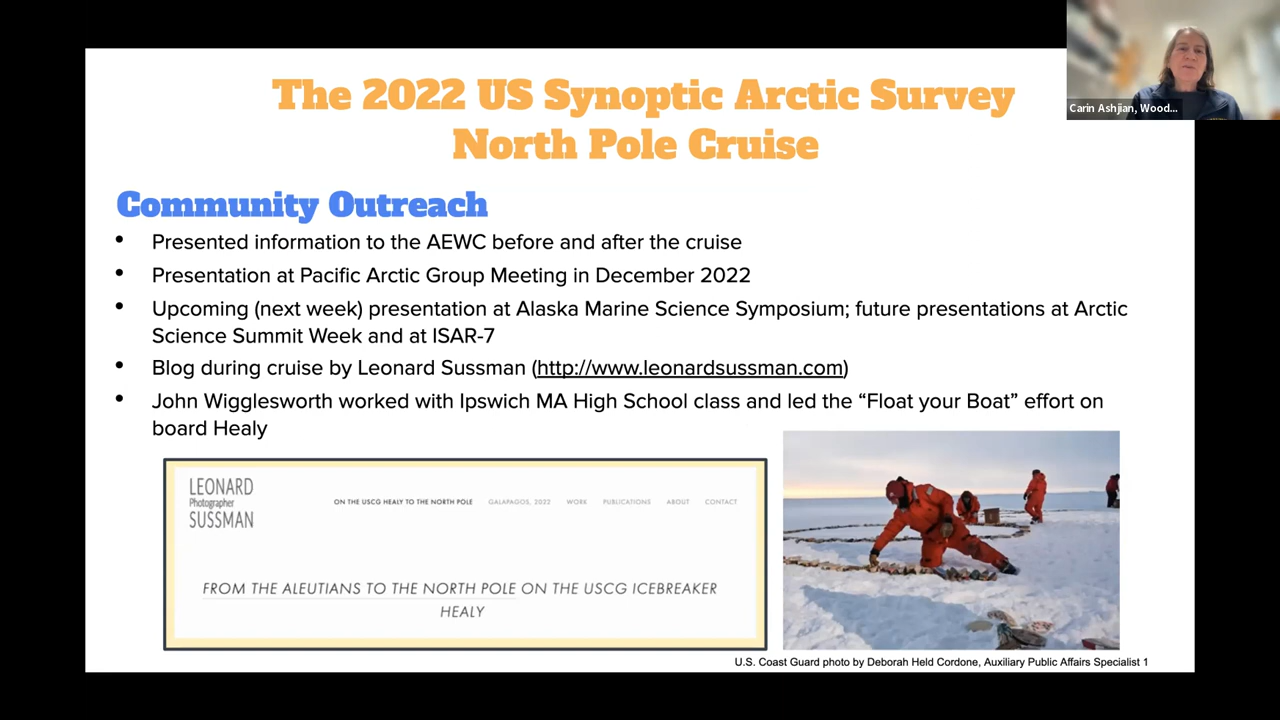 The 2022 US Synoptic Arctic Survey
North Pole Cruise
Carin Ashjian, Wood...
Community Outreach
• Presented information to the AEWC before and after the cruise
• Presentation at Pacific Arctic Group Meeting in December 2022
• Upcoming (next week) presentation at Alaska Marine Science Symposium; future presentations at Arctic
Science Summit Week and at ISAR-7
• Blog during cruise by Leonard Sussman (http://www.leonardsussman.com)
• John Wigglesworth worked with Ipswich MA High School class and led the “Float your Boat” effort on
board Healy
LEONARD
Photographer
SUSSMAN
ON THE USCG HEALY TO THE NORTH POLE GALAPAGOS, 2022 WORK PUBLICATIONS ABOUT CONTACT
FROM THE ALEUTIANS TO THE NORTH POLE ON THE USCG ICEBREAKER
HEALY
U.S. Coast Guard photo by Deborah Held Cordone, Auxiliary Public Affairs Specialist 1